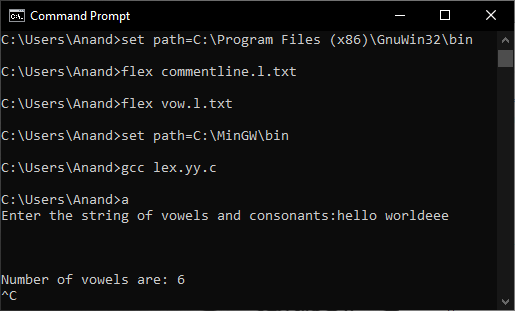 Command Prompt
C:\Users\Anand>set path=C:\Program Files (x86)\GnuWin32\bin
C:\Users\Anand>flex commentline.l.txt
C:\Users\Anand>flex vow.l.txt
C:\Users\Anand>set path=C:\MinGW\bin
C:\Users\Anand>gcc lex.yy.c
C:\Users\Anand>a
Enter the string of vowels and consonants:hello worldeee
Number of vowels are: 6
^C